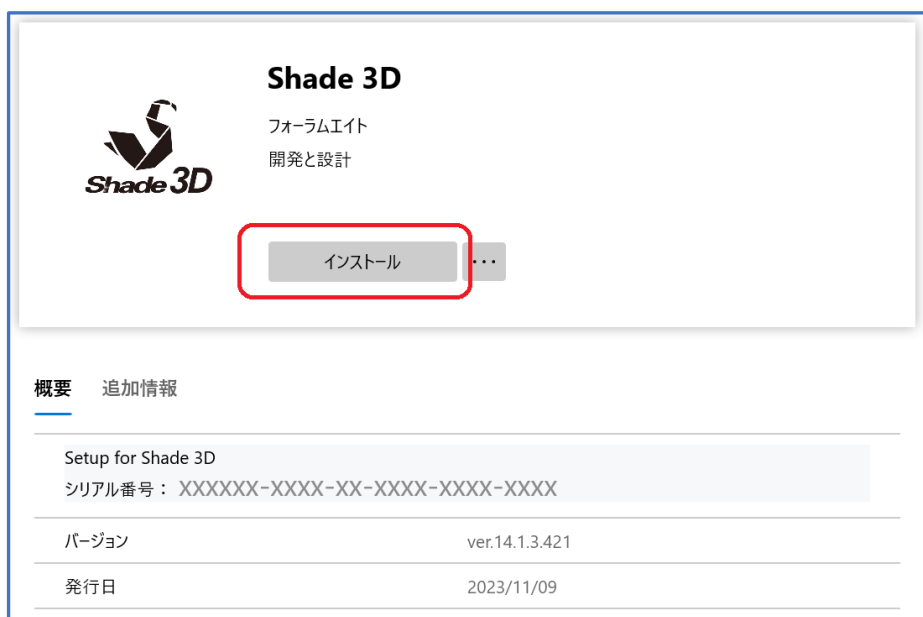 Shade 3D
フォーラムエイト
開発と設計
Shade 3D
インストール
···
概要 追加情報
Setup for Shade 3D
シリアル番号： XXXXXX-XXXX-XX-XXXX-XXXX-XXXX
バージョン ver.14.1.3.421
発行日 2023/11/09